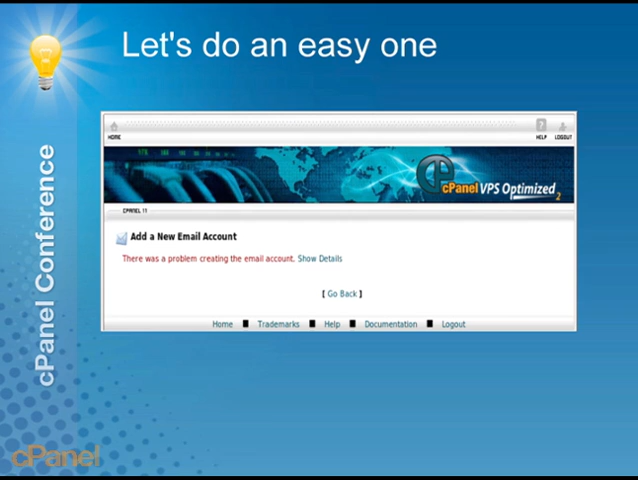 Let's do an easy one
cPanel Conference
HOME
HELP LOGOUT
cPanel VPS Optimized 2
CPANEL 11
Add a New Email Account
There was a problem creating the email account. Show Details
[ Go Back ]
Home ■ Trademarks ■ Help ■ Documentation ■ Logout
cPanel